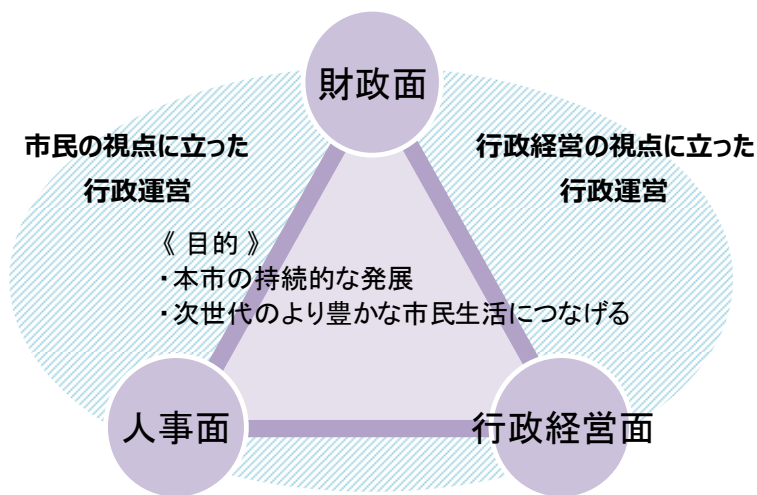 財政面
市民の視点に立った
行政運営
行政経営の視点に立った
行政運営
《 目的 》
・本市の持続的な発展
・次世代のより豊かな市民生活につなげる
人事面
行政経営面